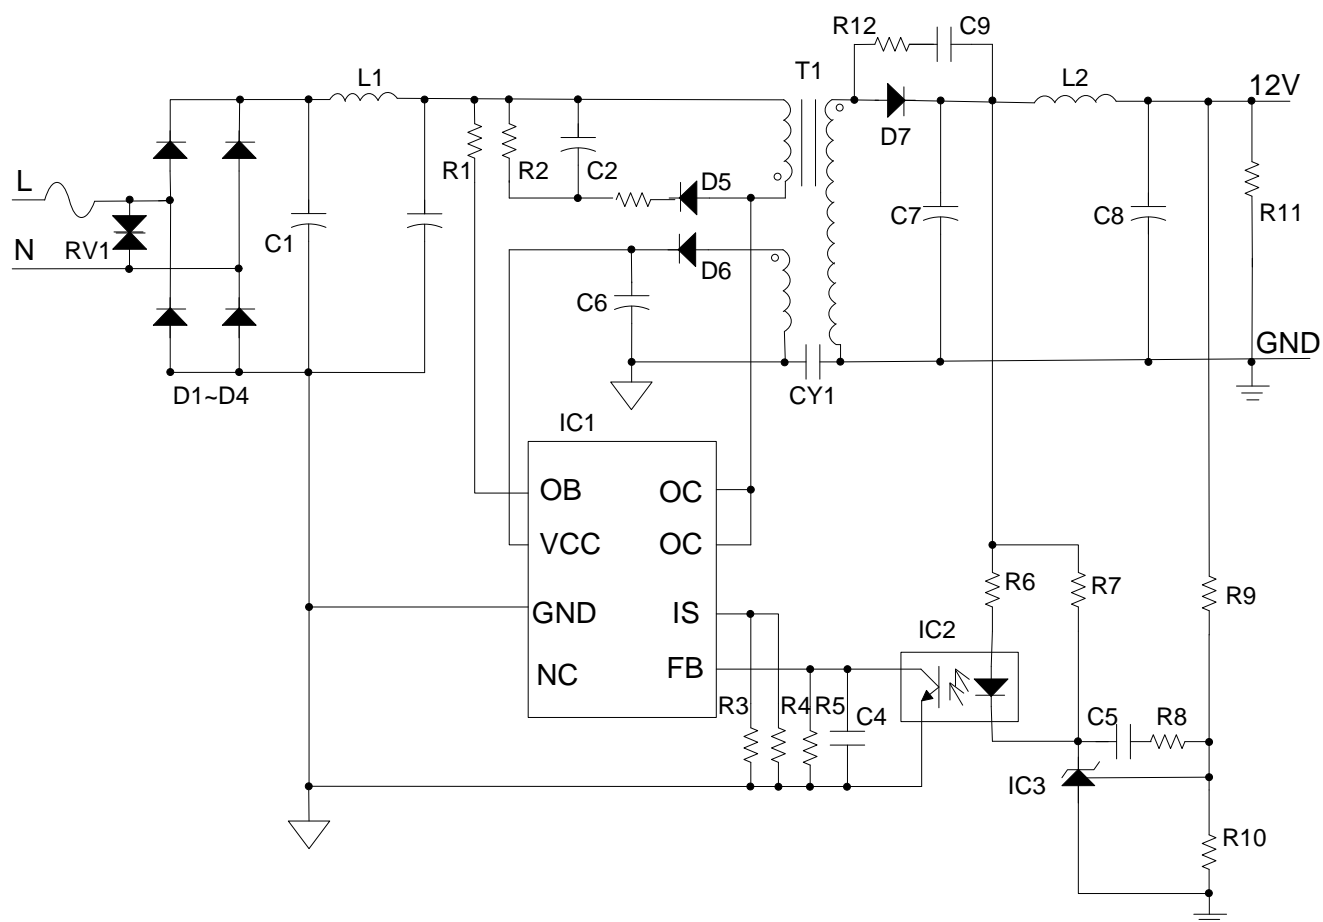 R12
C9
L1
T1
L2
12V
D7
R1
R2
C2
D5
L
C7
C8
R11
N
RV1
C1
D6
C6
GND
D1~D4
CY1
IC1
OB
OC
VCC
OC
R6
R7
R9
GND
IS
IC2
NC
FB
R3
R4
R5
C4
C5
R8
IC3
R10